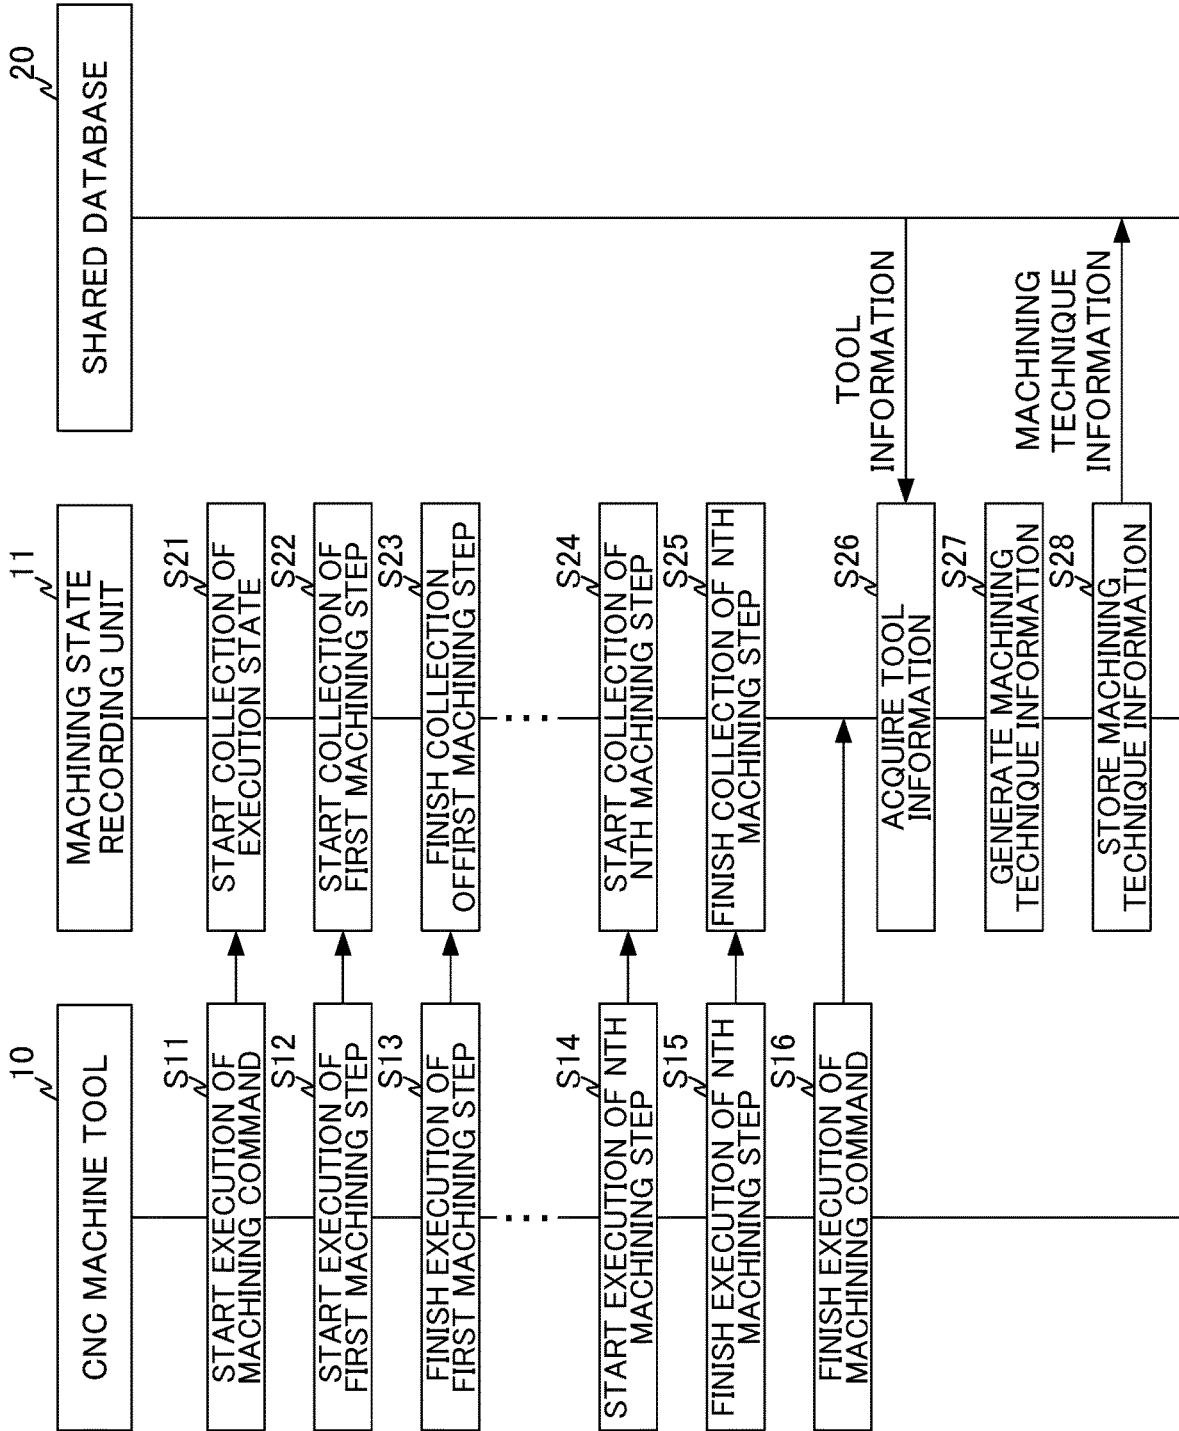 10
CNC MACHINE TOOL
11
MACHINING STATE
RECORDING UNIT
20
SHARED DATABASE
S11
START EXECUTION OF
MACHINING COMMAND
S21
START COLLECTION OF
EXECUTION STATE
S12
START EXECUTION OF
FIRST MACHINING STEP
S22
START COLLECTION OF
FIRST MACHINING STEP
S13
FINISH EXECUTION OF
FIRST MACHINING STEP
S23
FINISH COLLECTION
OFFIRST MACHINING STEP
...
...
S14
START EXECUTION OF NTH
MACHINING STEP
S24
START COLLECTION OF
NTH MACHINING STEP
S15
FINISH EXECUTION OF NTH
MACHINING STEP
S25
FINISH COLLECTION OF NTH
MACHINING STEP
S16
FINISH EXECUTION OF
MACHINING COMMAND
S26
ACQUIRE TOOL
INFORMATION
TOOL
INFORMATION
S27
GENERATE MACHINING
TECHNIQUE INFORMATION
S28
STORE MACHINING
TECHNIQUE INFORMATION
MACHINING
TECHNIQUE
INFORMATION